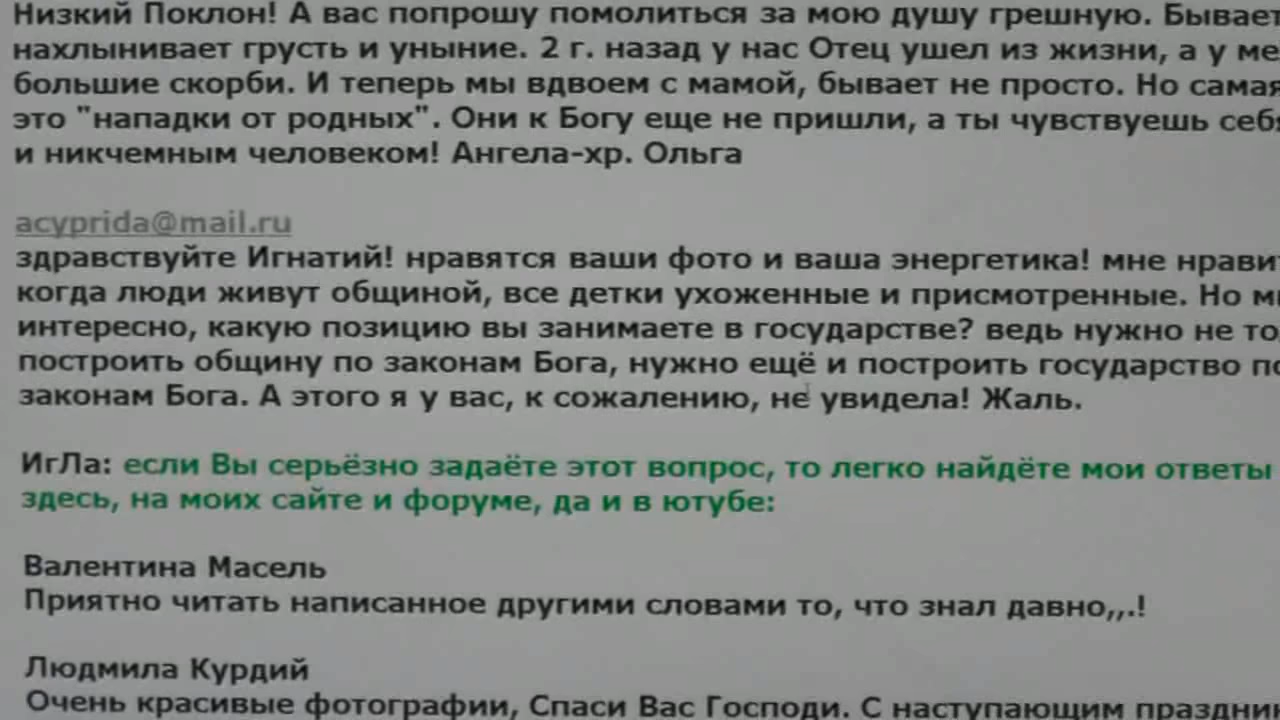 Низкий Поклон! А вас попрошу помолиться за мою душу грешную. Бывает
нахлынивает грусть и уныние. 2 г. назад у нас Отец ушел из жизни, а у
большие скорби. И теперь мы вдвоем с мамой, бывает не просто. Но самая
это "нападки от родных". Они к Богу еще не пришли, а ты чувствуешь
и никчемным человеком! Ангела-хр. Ольга
acyprida@mail.ru
здравствуйте Игнатий! нравятся ваши фото и ваша энергетика! мне
когда люди живут общиной, все детки ухоженные и присмотренные. Но
интересно, какую позицию вы занимаете в государстве? ведь нужно не
построить общину по законам Бога, нужно ещё и построить государство
законам Бога. А этого я у вас, к сожалению, не увидела! Жаль.
ИгЛа: если Вы серьёзно задаёте этот вопрос, то легко найдёте мои ответы
здесь, на моих сайте и форуме, да и в ютубе:
Валентина Масель
Приятно читать написанное другими словами то, что знал давно,,.!
Людмила Курдий
Очень красивые фотографии, Спаси Вас Господи. С наступающим